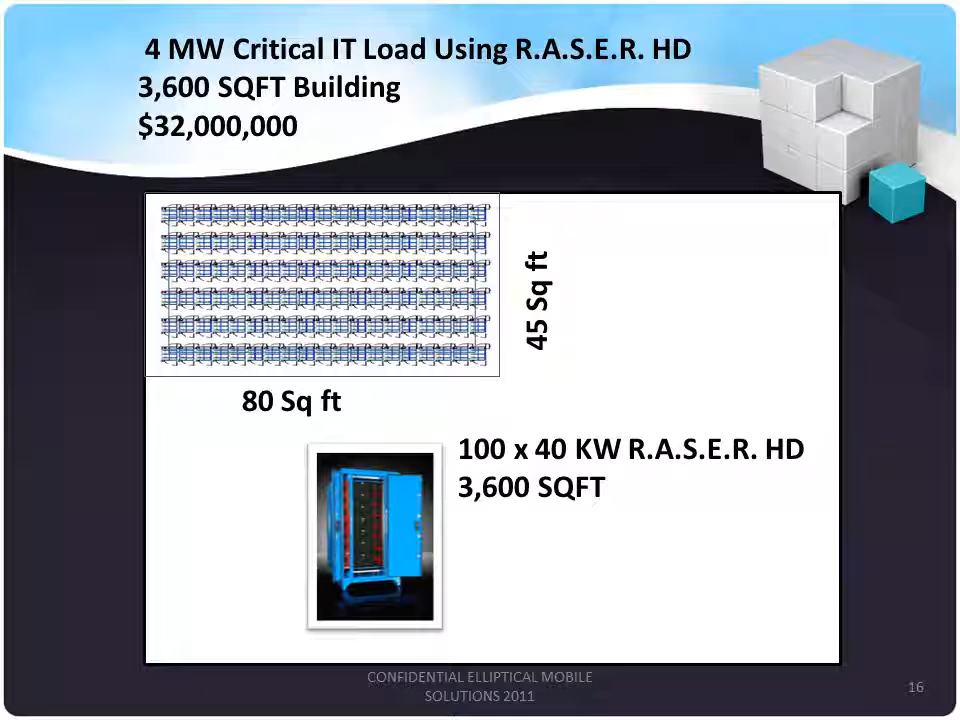 4 MW Critical IT Load Using R.A.S.E.R. HD
3,600 SQFT Building
$32,000,000
45 Sq ft
80 Sq ft
100 x 40 KW R.A.S.E.R. HD
3,600 SQFT
CONFIDENTIAL ELLIPTICAL MOBILE
SOLUTIONS 2011
16